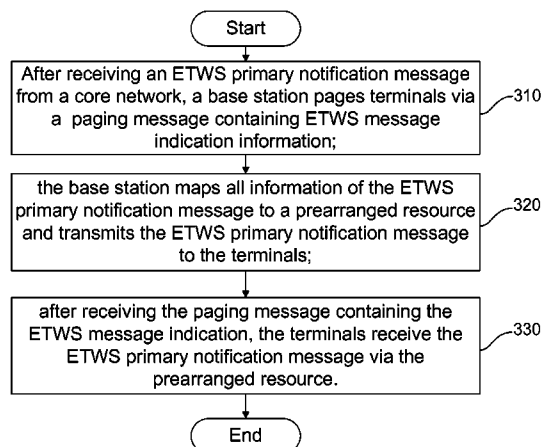 Start
After receiving an ETWS primary notification message
from a core network, a base station pages terminals via
a paging message containing ETWS message
indication information;
310
the base station maps all information of the ETWS
primary notification message to a prearranged resource
and transmits the ETWS primary notification message
to the terminals;
320
after receiving the paging message containing the
ETWS message indication, the terminals receive the
ETWS primary notification message via the
prearranged resource.
330
End